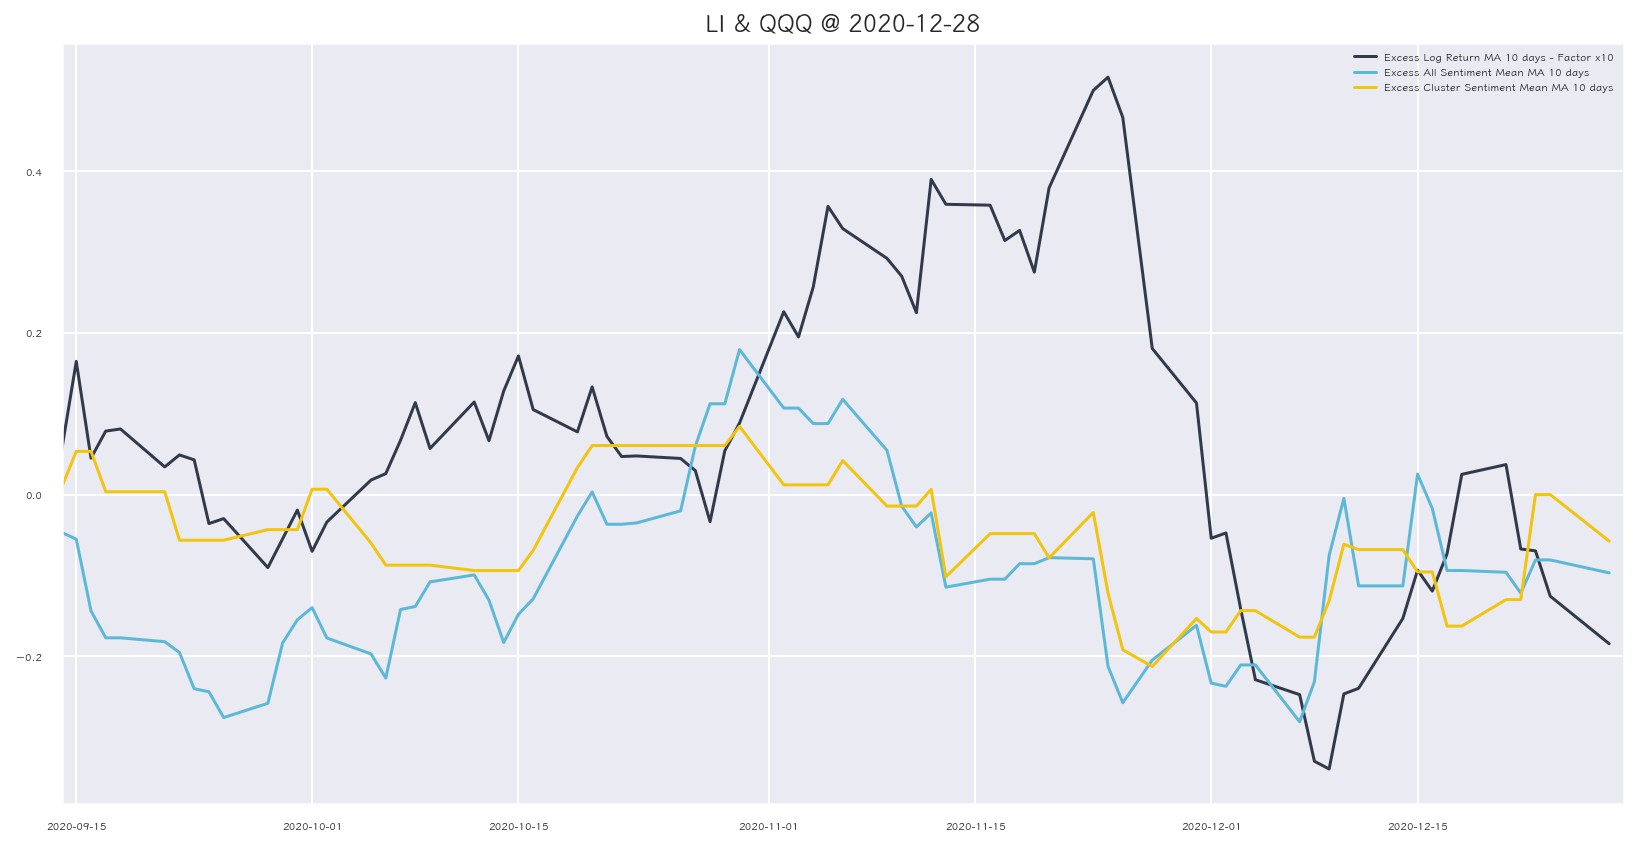 LI & QQQ @ 2020-12-28
Excess Log Return MA 10 days - Factor x10
Excess All Sentiment Mean MA 10 days
Excess Cluster Sentiment Mean MA 10 days
0.4
0.2
0.0
−0.2
2020-09-15
2020-10-01
2020-10-15
2020-11-01
2020-11-15
2020-12-01
2020-12-15